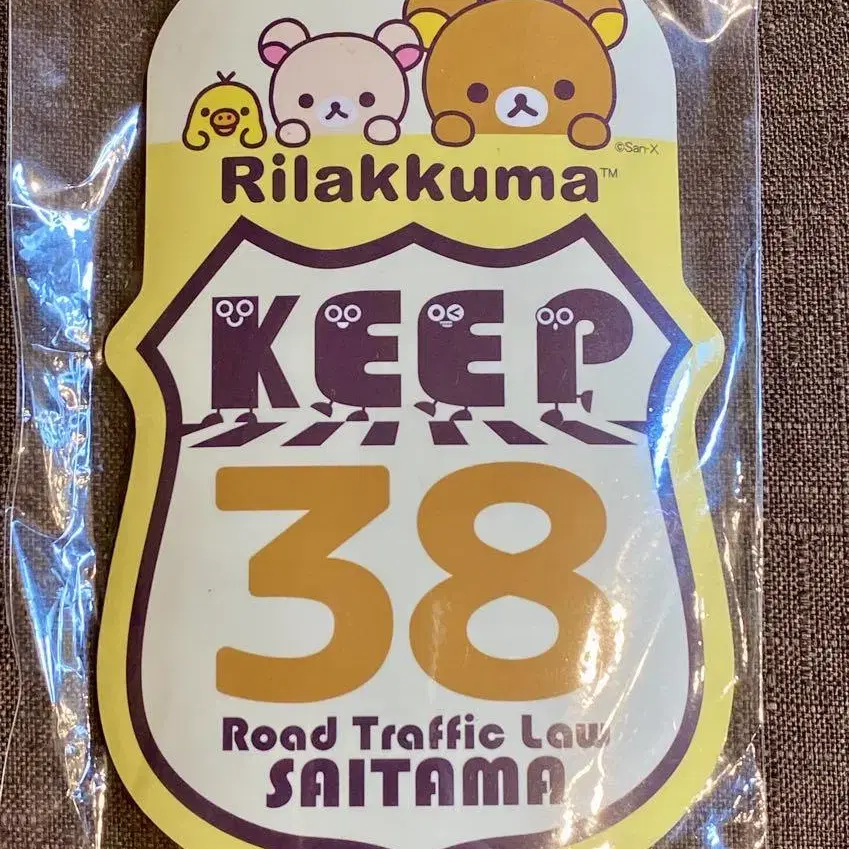 ©San-X
Rilakkuma™
KEEP
38
Road Traffic Law
SAITAMA